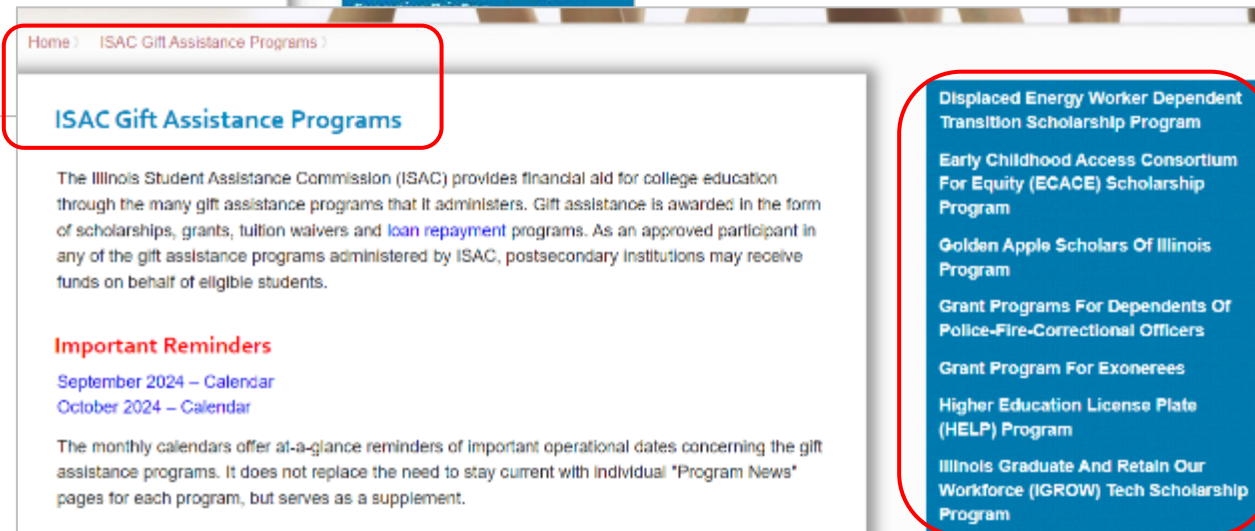 Home > ISAC Gift Assistance Programs >
ISAC Gift Assistance Programs
The Illinois Student Assistance Commission (ISAC) provides financial aid for college education
through the many gift assistance programs that it administers. Gift assistance is awarded in the form
of scholarships, grants, tuition waivers and loan repayment programs. As an approved participant in
any of the gift assistance programs administered by ISAC, postsecondary institutions may receive
funds on behalf of eligible students.
Important Reminders
September 2024 – Calendar
October 2024 – Calendar
The monthly calendars offer at-a-glance reminders of important operational dates concerning the gift
assistance programs. It does not replace the need to stay current with individual "Program News"
pages for each program, but serves as a supplement.
Displaced Energy Worker Dependent
Transition Scholarship Program
Early Childhood Access Consortium
For Equity (ECACE) Scholarship
Program
Golden Apple Scholars Of Illinois
Program
Grant Programs For Dependents Of
Police-Fire-Correctional Officers
Grant Program For Exonerees
Higher Education License Plate
(HELP) Program
Illinois Graduate And Retain Our
Workforce (IGROW) Tech Scholarship
Program